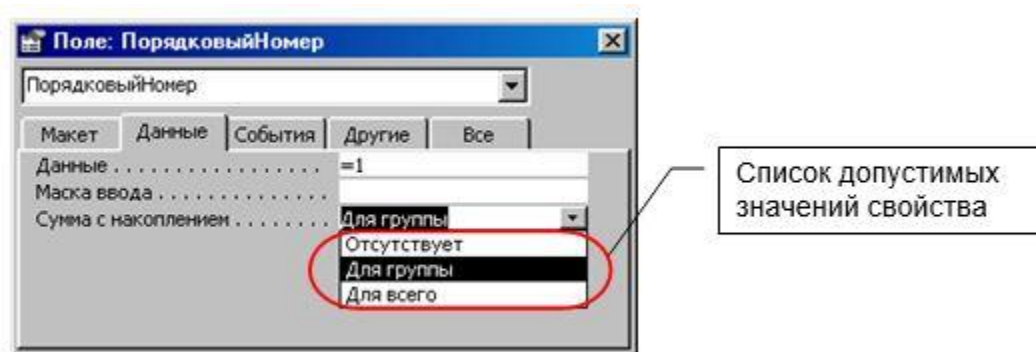 Поле: ПорядковыйНомер
ПорядковыйНомер
Макет Данные События Другие Все
Данные . . . . . . . . . . . . . . . . . =1
Маска ввода . . . . . . . . . . . . . .
Сумма с накоплением . . . . . . . . Для группы
Отсутствует
Для группы
Для всего
Список допустимых
значений свойства